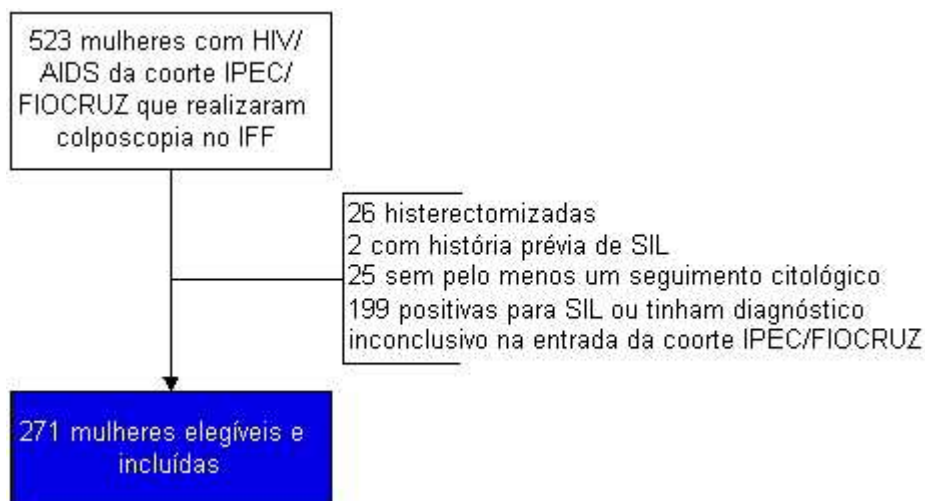 523 mulheres com HIV/
AIDS da coorte IPEC/
FIOCRUZ que realizaram
colposcopia no IFF
26 histerectomizadas
2 com história prévia de SIL
25 sem pelo menos um seguimento citológico
199 positivas para SIL ou tinham diagnóstico
inconclusivo na entrada da coorte IPEC/FIOCRUZ
271 mulheres elegíveis e
incluídas